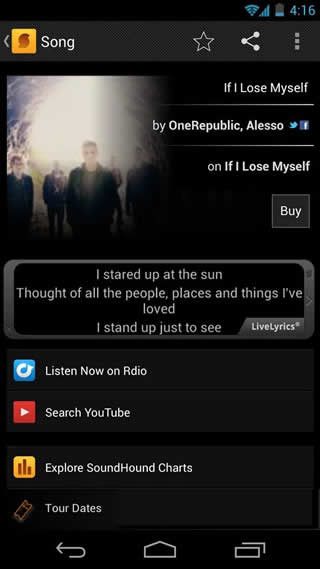 4:16
Song
If I Lose Myself
by OneRepublic, Alesso
on If I Lose Myself
Buy
I stared up at the sun
Thought of all the people, places and things I've
loved
I stand up just to see
LiveLyrics®
Listen Now on Rdio
Search YouTube
Explore SoundHound Charts
Tour Dates